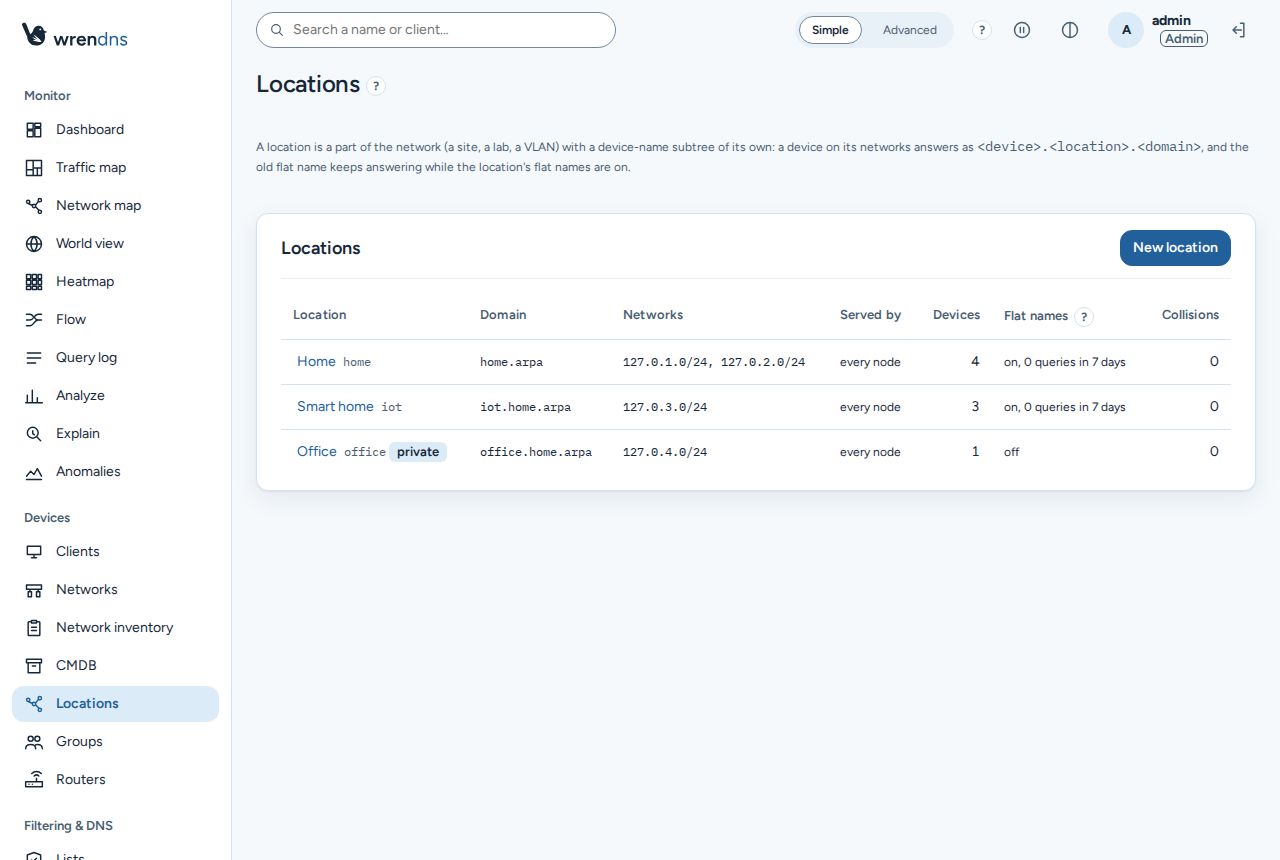 wrendns
Search a name or client...
Simple
Advanced
?
A
admin
Admin
Monitor
Dashboard
Traffic map
Network map
World view
Heatmap
Flow
Query log
Analyze
Explain
Anomalies
Devices
Clients
Networks
Network inventory
CMDB
Locations
Groups
Routers
Filtering & DNS
Lists
Locations ?
A location is a part of the network (a site, a lab, a VLAN) with a device-name subtree of its own: a device on its networks answers as <device>.<location>.<domain>, and the
old flat name keeps answering while the location's flat names are on.
Locations
New location
Location Domain Networks Served by Devices Flat names ? Collisions
Home home home.arpa 127.0.1.0/24, 127.0.2.0/24 every node 4 on, 0 queries in 7 days 0
Smart home iot iot.home.arpa 127.0.3.0/24 every node 3 on, 0 queries in 7 days 0
Office office private office.home.arpa 127.0.4.0/24 every node 1 off 0